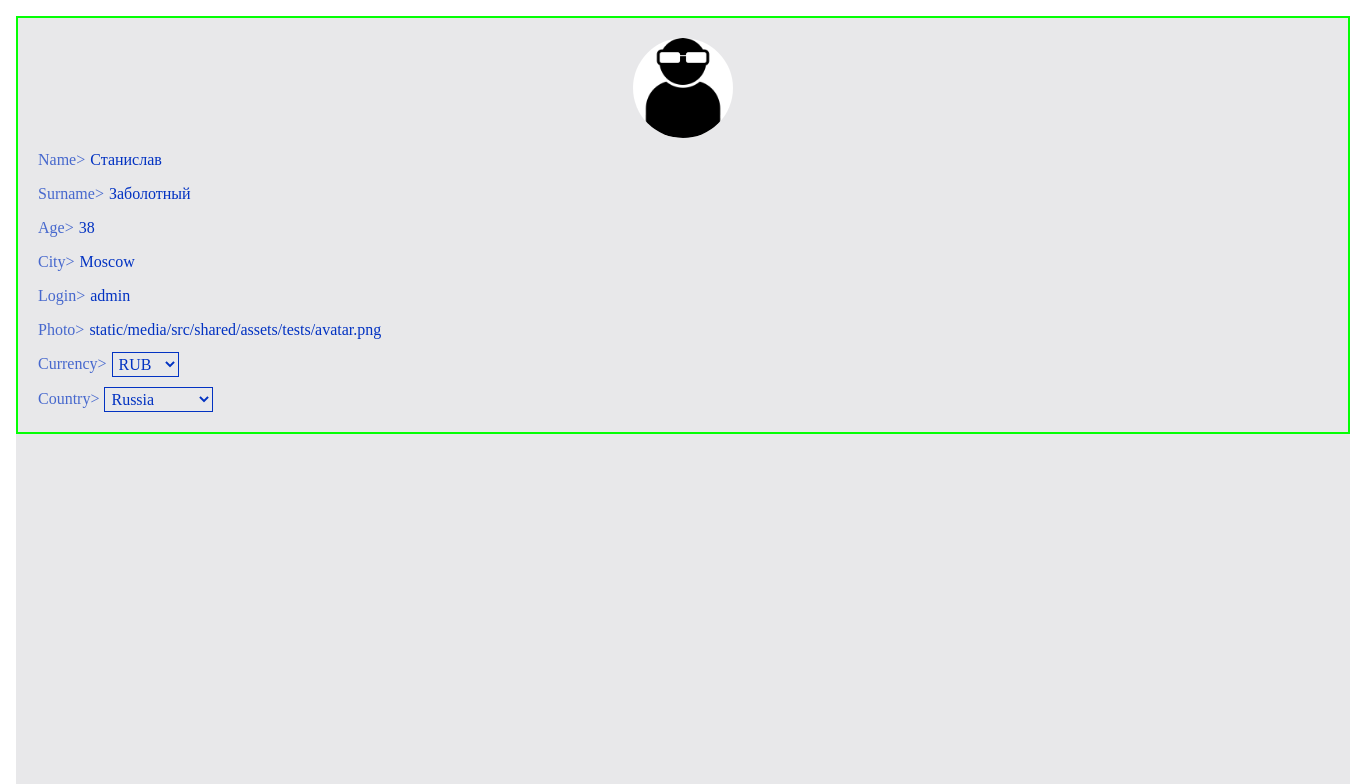 Name> Станислав
Surname> Заболотный
Age> 38
City> Moscow
Login> admin
Photo> static/media/src/shared/assets/tests/avatar.png
Currency> RUB
Country> Russia